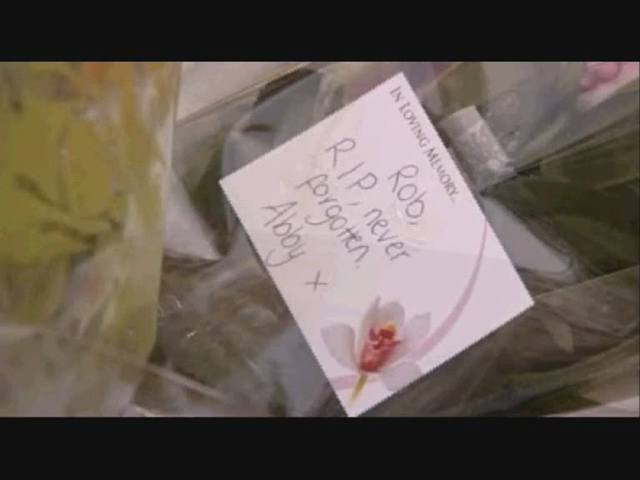 IN LOVING MEMORY
Rob,
RIP, never
forgotten.
Abby x